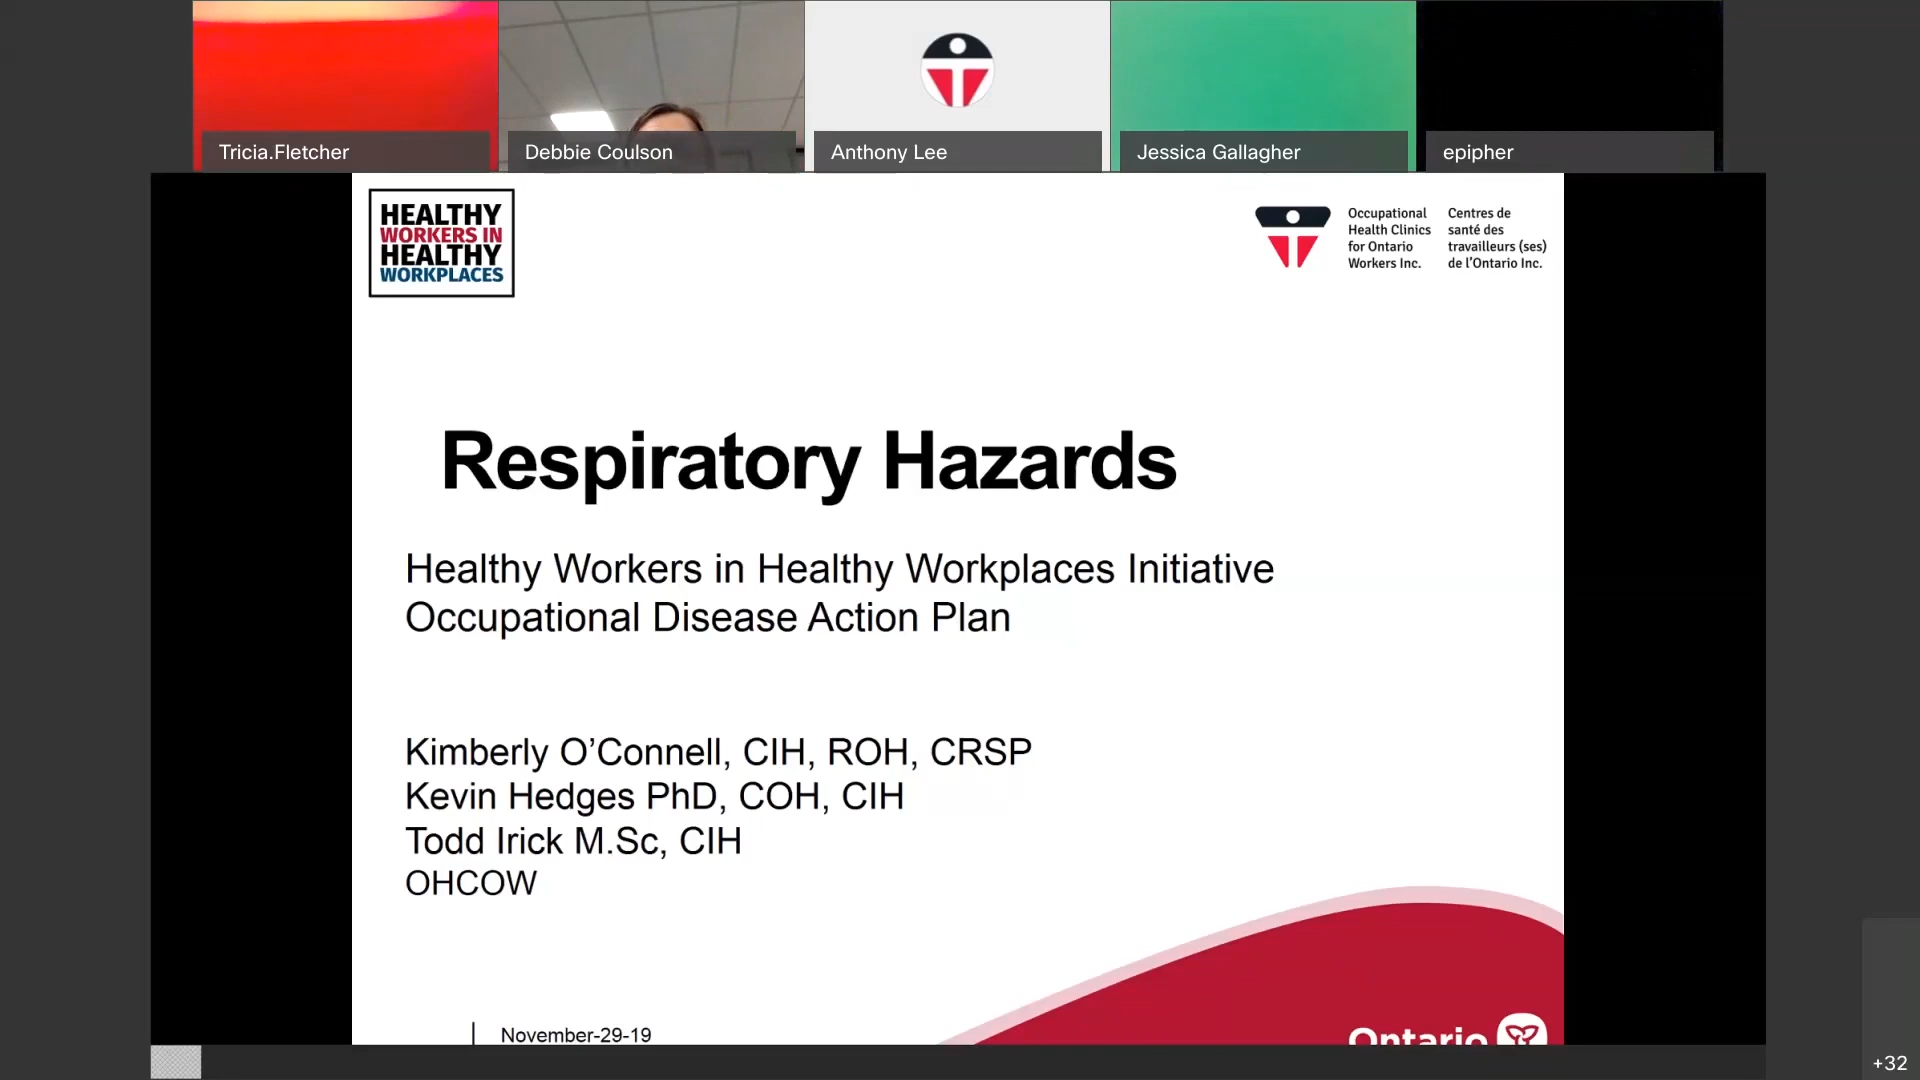 Tricia.Fletcher
Debbie Coulson
Anthony Lee
Jessica Gallagher
epipher
HEALTHY
WORKERS IN
HEALTHY
WORKPLACES
Occupational
Health Clinics
for Ontario
Workers Inc.
Centres de
santé des
travailleurs (ses)
de l'Ontario Inc.
Respiratory Hazards
Healthy Workers in Healthy Workplaces Initiative
Occupational Disease Action Plan
Kimberly O’Connell, CIH, ROH, CRSP
Kevin Hedges PhD, COH, CIH
Todd Irick M.Sc, CIH
OHCOW
November-29-19
Ontario
+32